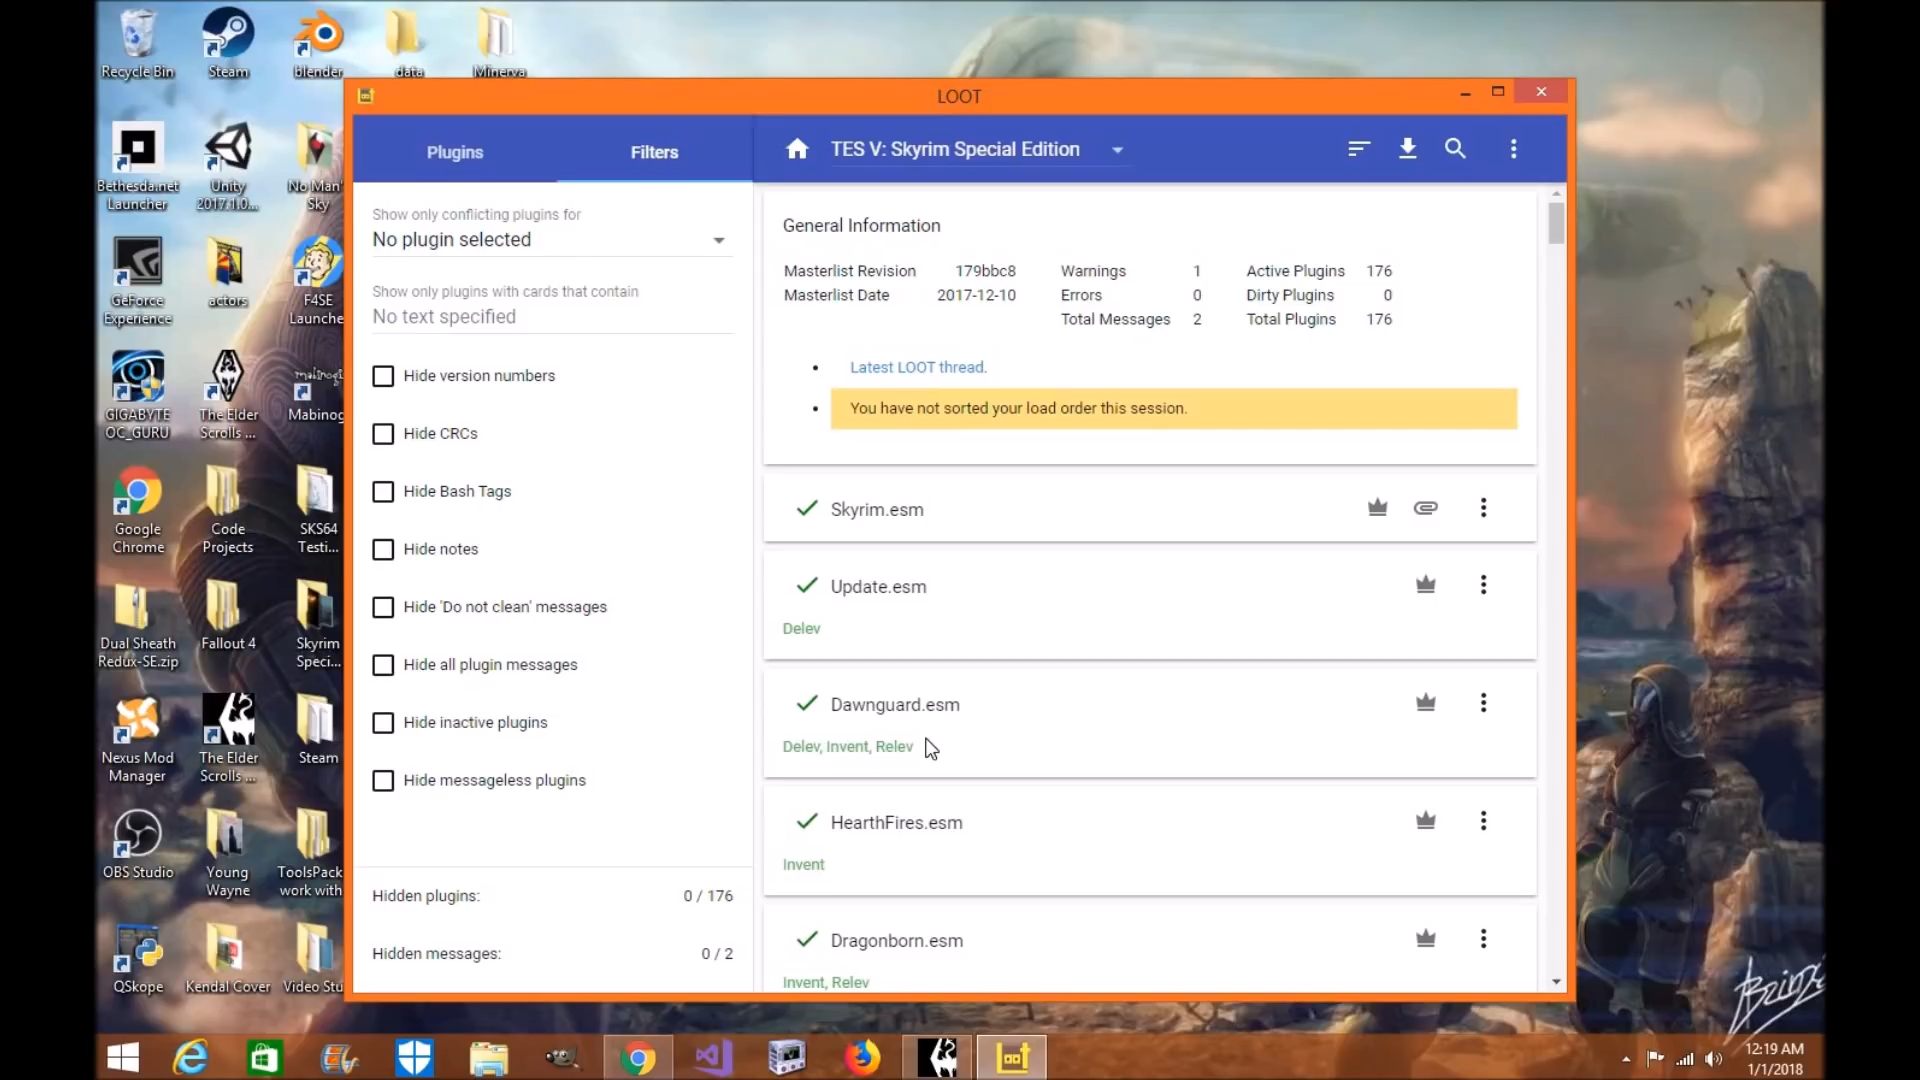 Recycle Bin
Steam
blender
data
Minerva
Bethesda.net
Launcher
Unity
2017.1.0...
No Man'
Sky
GeForce
Experience
actors
F4SE
Launche
GIGABYTE
OC_GURU
The Elder
Scrolls ...
Mabinog
Google
Chrome
Code
Projects
SKS64
Testi...
Dual Sheath
Redux-SE.zip
Fallout 4
Skyrim
Speci...
Nexus Mod
Manager
The Elder
Scrolls ...
Steam
OBS Studio
Young
Wayne
ToolsPack
work with
QSkope
Kendal Cover
Video Stu
LOOT
Plugins
Filters
TES V: Skyrim Special Edition
Show only conflicting plugins for
No plugin selected
Show only plugins with cards that contain
No text specified
Hide version numbers
Hide CRCs
Hide Bash Tags
Hide notes
Hide 'Do not clean' messages
Hide all plugin messages
Hide inactive plugins
Hide messageless plugins
Hidden plugins: 0 / 176
Hidden messages: 0 / 2
General Information
Masterlist Revision 179bbc8 Warnings 1 Active Plugins 176
Masterlist Date 2017-12-10 Errors 0 Dirty Plugins 0
Total Messages 2 Total Plugins 176
Latest LOOT thread.
You have not sorted your load order this session.
Skyrim.esm
Update.esm
Delev
Dawnguard.esm
Delev, Invent, Relev
HearthFires.esm
Invent
Dragonborn.esm
Invent, Relev
12:19 AM
1/1/2018